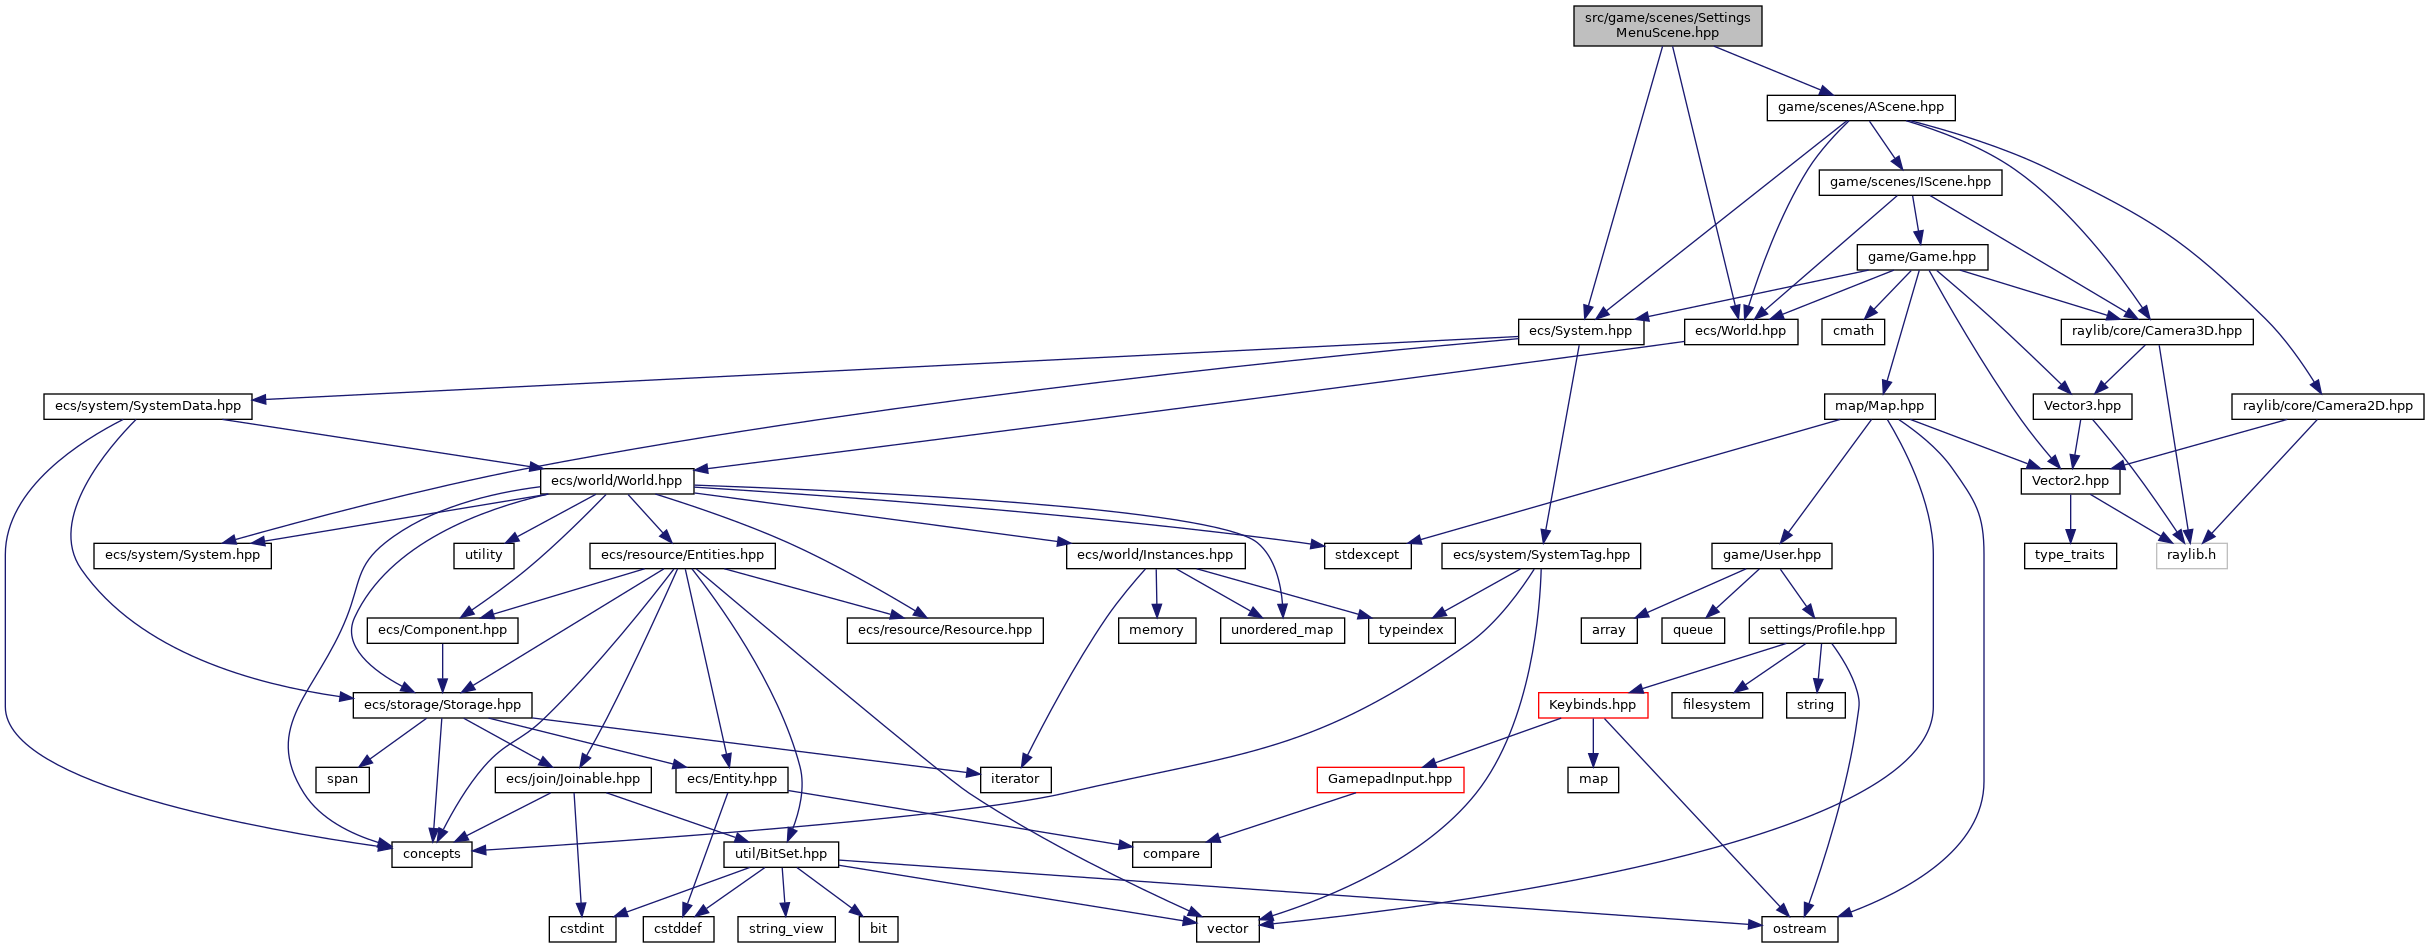 src/game/scenes/Settings
MenuScene.hpp
game/scenes/AScene.hpp
game/scenes/IScene.hpp
game/Game.hpp
ecs/System.hpp
ecs/World.hpp
cmath
raylib/core/Camera3D.hpp
ecs/system/SystemData.hpp
map/Map.hpp
Vector3.hpp
raylib/core/Camera2D.hpp
ecs/world/World.hpp
Vector2.hpp
ecs/system/System.hpp
utility
ecs/resource/Entities.hpp
ecs/world/Instances.hpp
stdexcept
ecs/system/SystemTag.hpp
game/User.hpp
type_traits
raylib.h
ecs/Component.hpp
ecs/resource/Resource.hpp
memory
unordered_map
typeindex
array
queue
settings/Profile.hpp
ecs/storage/Storage.hpp
Keybinds.hpp
filesystem
string
span
ecs/join/Joinable.hpp
ecs/Entity.hpp
iterator
GamepadInput.hpp
map
concepts
util/BitSet.hpp
compare
cstdint
cstddef
string_view
bit
vector
ostream